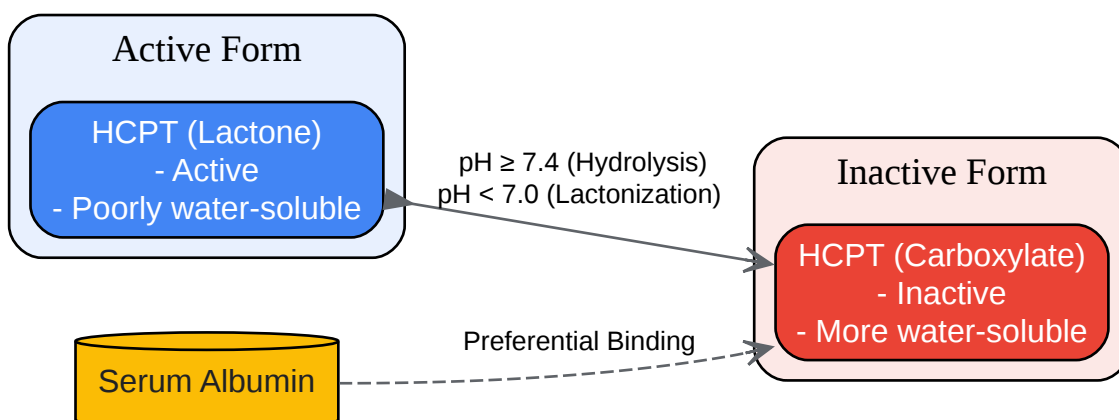 Active Form
HCPT (Lactone)
- Active
- Poorly water-soluble
pH ≥ 7.4 (Hydrolysis)
pH < 7.0 (Lactonization)
Inactive Form
HCPT (Carboxylate)
- Inactive
- More water-soluble
Preferential Binding
Serum Albumin